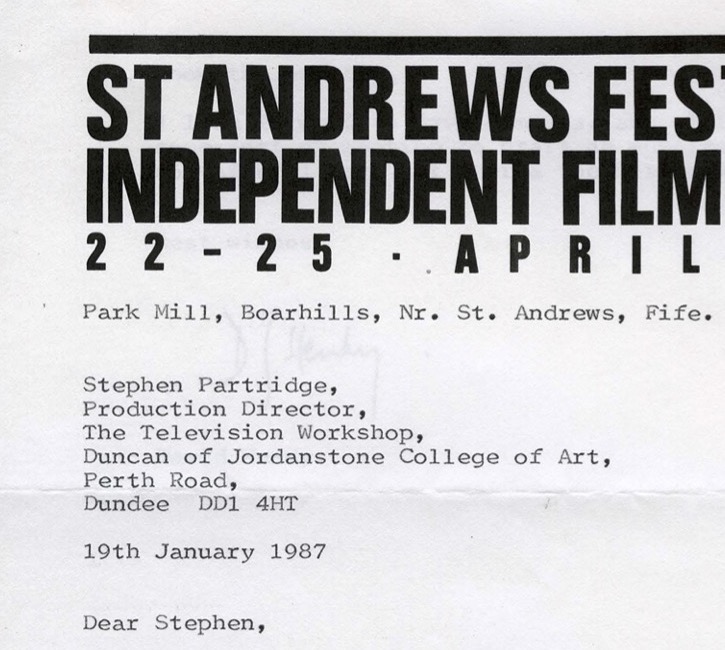 ST ANDREWS FEST
INDEPENDENT FILM
22-25 · APRIL
Park Mill, Boarhills, Nr. St. Andrews, Fife.
Stephen Partridge,
Production Director,
The Television Workshop,
Duncan of Jordanstone College of Art,
Perth Road,
Dundee DD1 4HT
19th January 1987
Dear Stephen,